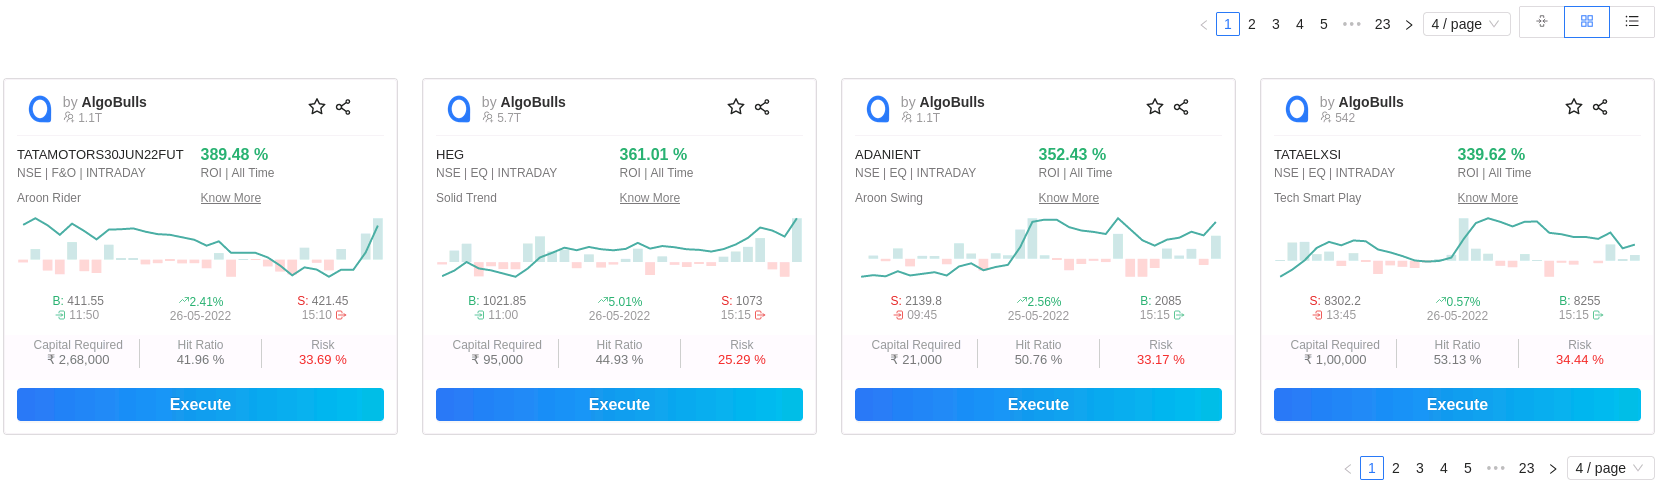 1 2 3 4 5 ••• 23 4 / page
by AlgoBulls
1.1T
TATAMOTORS30JUN22FUT 389.48 %
NSE | F&O | INTRADAY ROI | All Time
Aroon Rider Know More
B: 411.55 2.41% S: 421.45
11:50 26-05-2022 15:10
Capital Required Hit Ratio Risk
₹ 2,68,000 41.96 % 33.69 %
Execute
by AlgoBulls
5.7T
HEG 361.01 %
NSE | EQ | INTRADAY ROI | All Time
Solid Trend Know More
B: 1021.85 5.01% S: 1073
11:00 26-05-2022 15:15
Capital Required Hit Ratio Risk
₹ 95,000 44.93 % 25.29 %
Execute
by AlgoBulls
1.1T
ADANIENT 352.43 %
NSE | EQ | INTRADAY ROI | All Time
Aroon Swing Know More
S: 2139.8 2.56% B: 2085
09:45 25-05-2022 15:15
Capital Required Hit Ratio Risk
₹ 21,000 50.76 % 33.17 %
Execute
by AlgoBulls
542
TATAELXSI 339.62 %
NSE | EQ | INTRADAY ROI | All Time
Tech Smart Play Know More
S: 8302.2 0.57% B: 8255
13:45 26-05-2022 15:15
Capital Required Hit Ratio Risk
₹ 1,00,000 53.13 % 34.44 %
Execute
1 2 3 4 5 ••• 23 4 / page